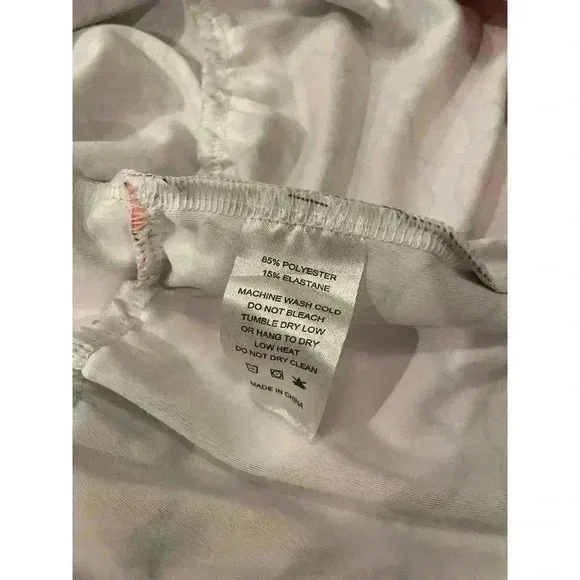 85% POLYESTER
15% ELASTANE
MACHINE WASH COLD
DO NOT BLEACH
TUMBLE DRY LOW
OR HANG TO DRY
LOW HEAT
DO NOT DRY CLEAN
MADE IN CHINA